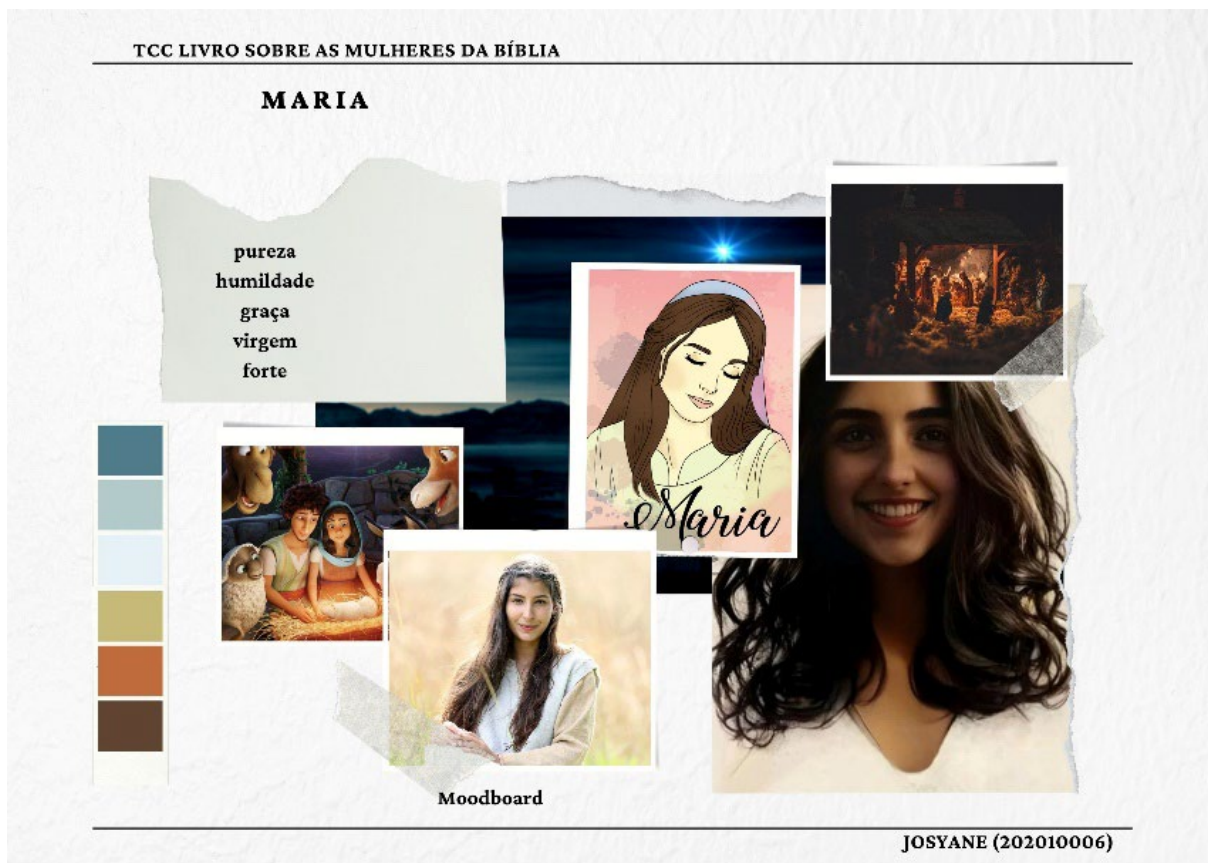 TCC LIVRO SOBRE AS MULHERES DA BÍBLIA
MARIA
pureza
humildade
graça
virgem
forte
Maria
Moodboard
JOSYANE (202010006)